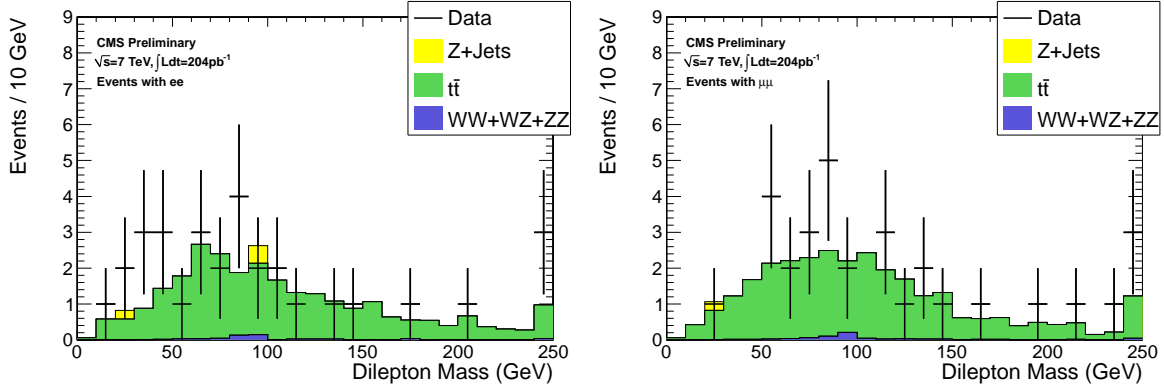 9
8
7
6
5
4
3
2
1
0
Events / 10 GeV
CMS Preliminary
√s=7 TeV, ∫Ldt=204pb⁻¹
Events with ee
Data
Z+Jets
tt̄
WW+WZ+ZZ
0 50 100 150 200 250
Dilepton Mass (GeV)
9
8
7
6
5
4
3
2
1
0
Events / 10 GeV
CMS Preliminary
√s=7 TeV, ∫Ldt=204pb⁻¹
Events with μμ
Data
Z+Jets
tt̄
WW+WZ+ZZ
0 50 100 150 200 250
Dilepton Mass (GeV)